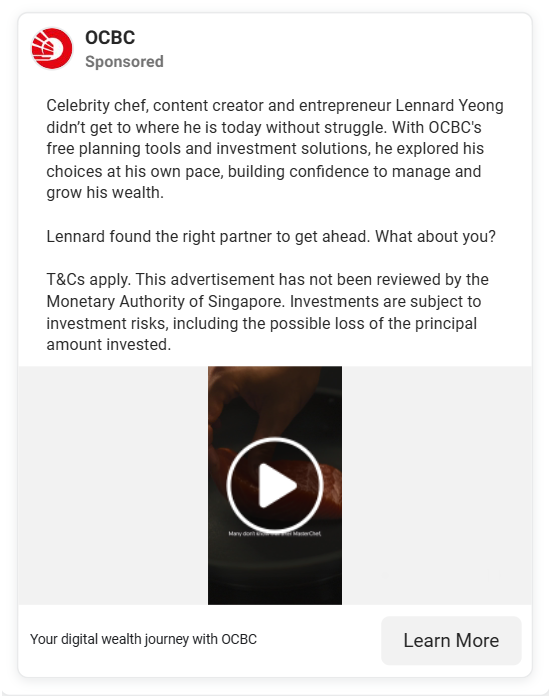 OCBC
Sponsored
Celebrity chef, content creator and entrepreneur Lennard Yeong
didn’t get to where he is today without struggle. With OCBC's
free planning tools and investment solutions, he explored his
choices at his own pace, building confidence to manage and
grow his wealth.
Lennard found the right partner to get ahead. What about you?
T&Cs apply. This advertisement has not been reviewed by the
Monetary Authority of Singapore. Investments are subject to
investment risks, including the possible loss of the principal
amount invested.
Many don't know that after MasterChef,
Your digital wealth journey with OCBC
Learn More